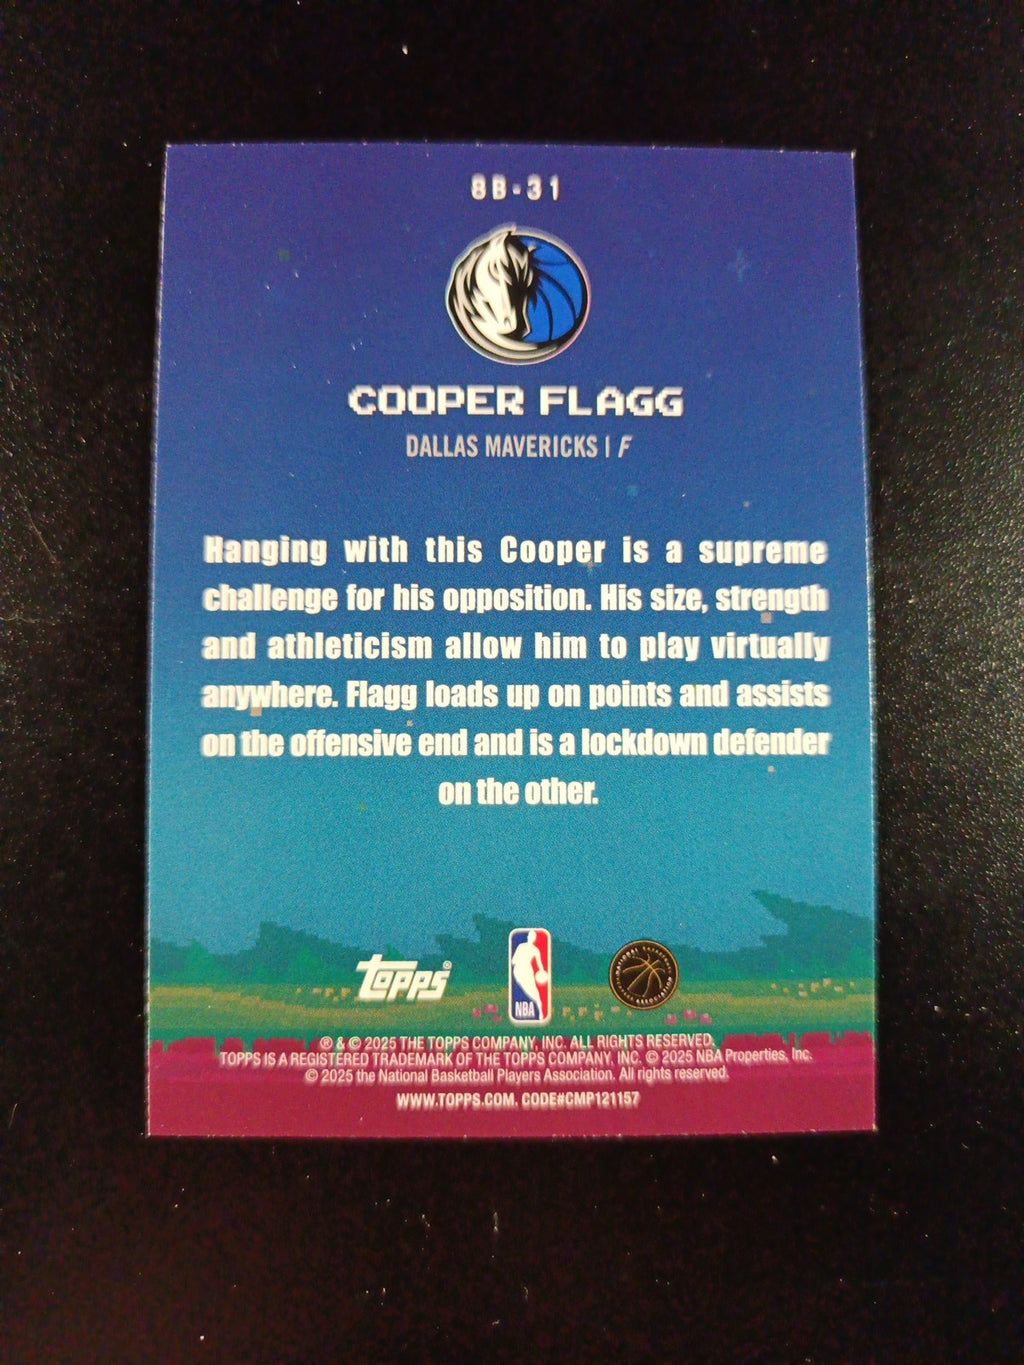 8B-31
COOPER FLAGG
DALLAS MAVERICKS | F
Hanging with this Cooper is a supreme
challenge for his opposition. His size, strength
and athleticism allow him to play virtually
anywhere. Flagg loads up on points and assists
on the offensive end and is a lockdown defender
on the other.
TOPPS®
NBA
NATIONAL BASKETBALL
PLAYERS ASSOCIATION
® & © 2025 THE TOPPS COMPANY, INC. ALL RIGHTS RESERVED.
TOPPS IS A REGISTERED TRADEMARK OF THE TOPPS COMPANY, INC. © 2025 NBA Properties, Inc.
© 2025 the National Basketball Players Association. All rights reserved.
WWW.TOPPS.COM. CODE#CMP121157